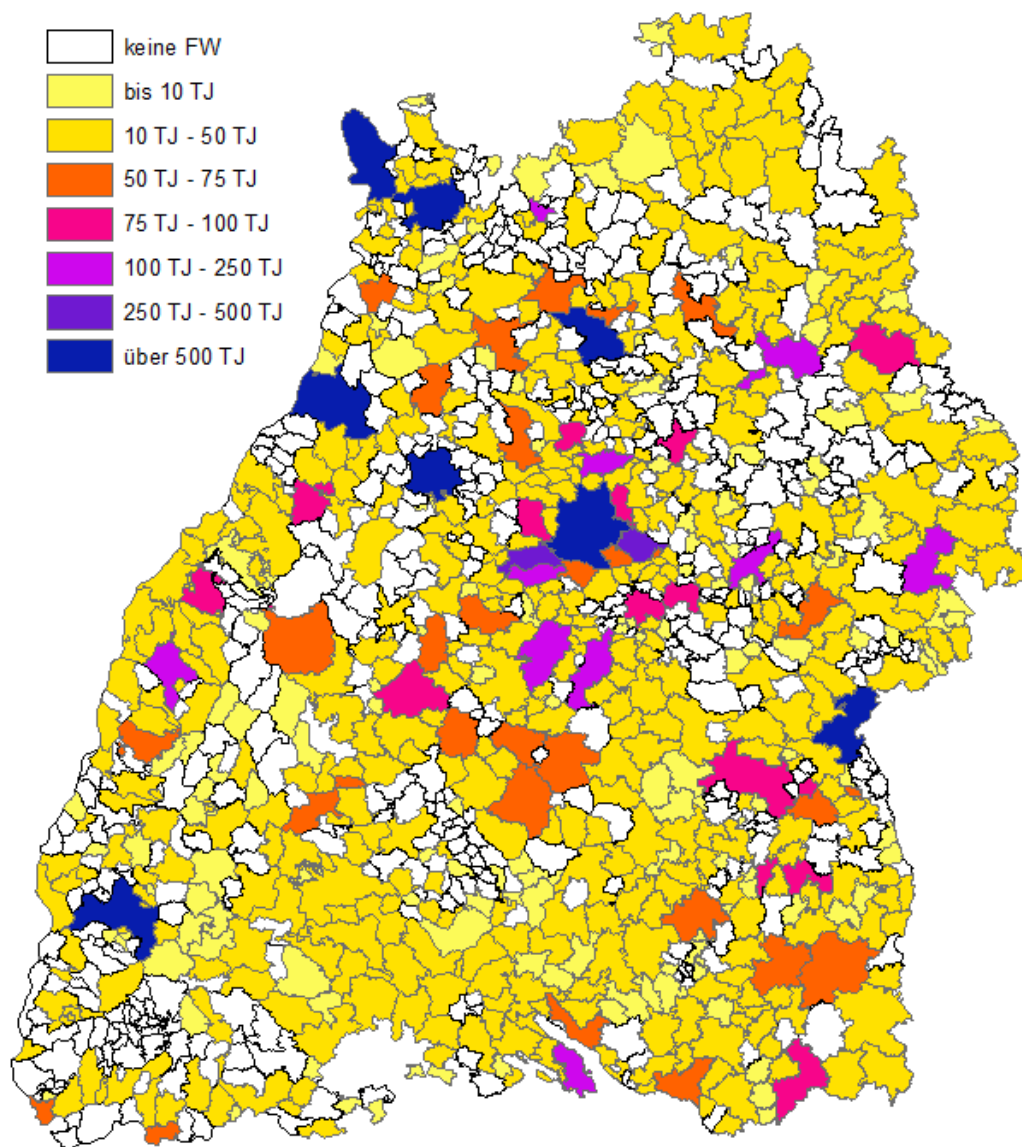 keine FW
bis 10 TJ
10 TJ - 50 TJ
50 TJ - 75 TJ
75 TJ - 100 TJ
100 TJ - 250 TJ
250 TJ - 500 TJ
über 500 TJ